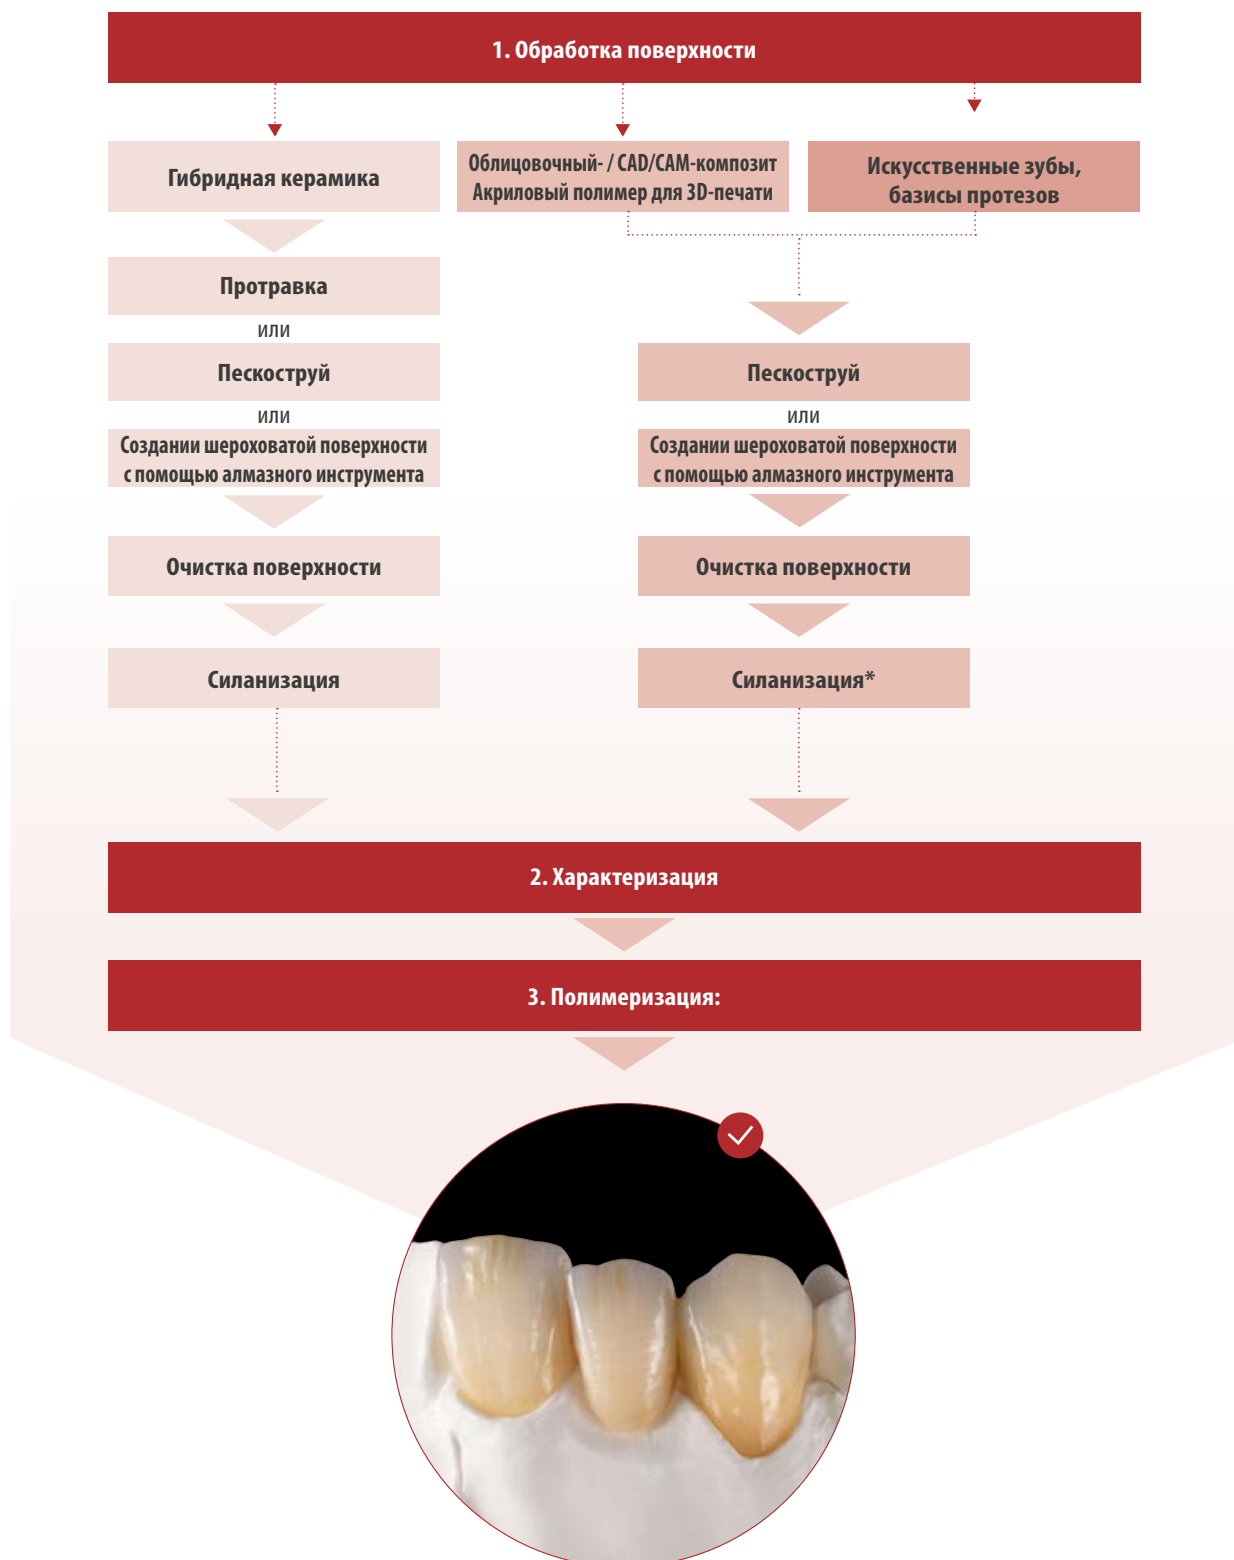 1. Обработка поверхности
Гибридная керамика
Облицовочный- / CAD/CAM-композит
Акриловый полимер для 3D-печати
Искусственные зубы,
базисы протезов
Протравка
или
Пескоструй
или
Создании шероховатой поверхности
с помощью алмазного инструмента
Очистка поверхности
Силанизация
Пескоструй
или
Создании шероховатой поверхности
с помощью алмазного инструмента
Очистка поверхности
Силанизация*
2. Характеризация
3. Полимеризация: